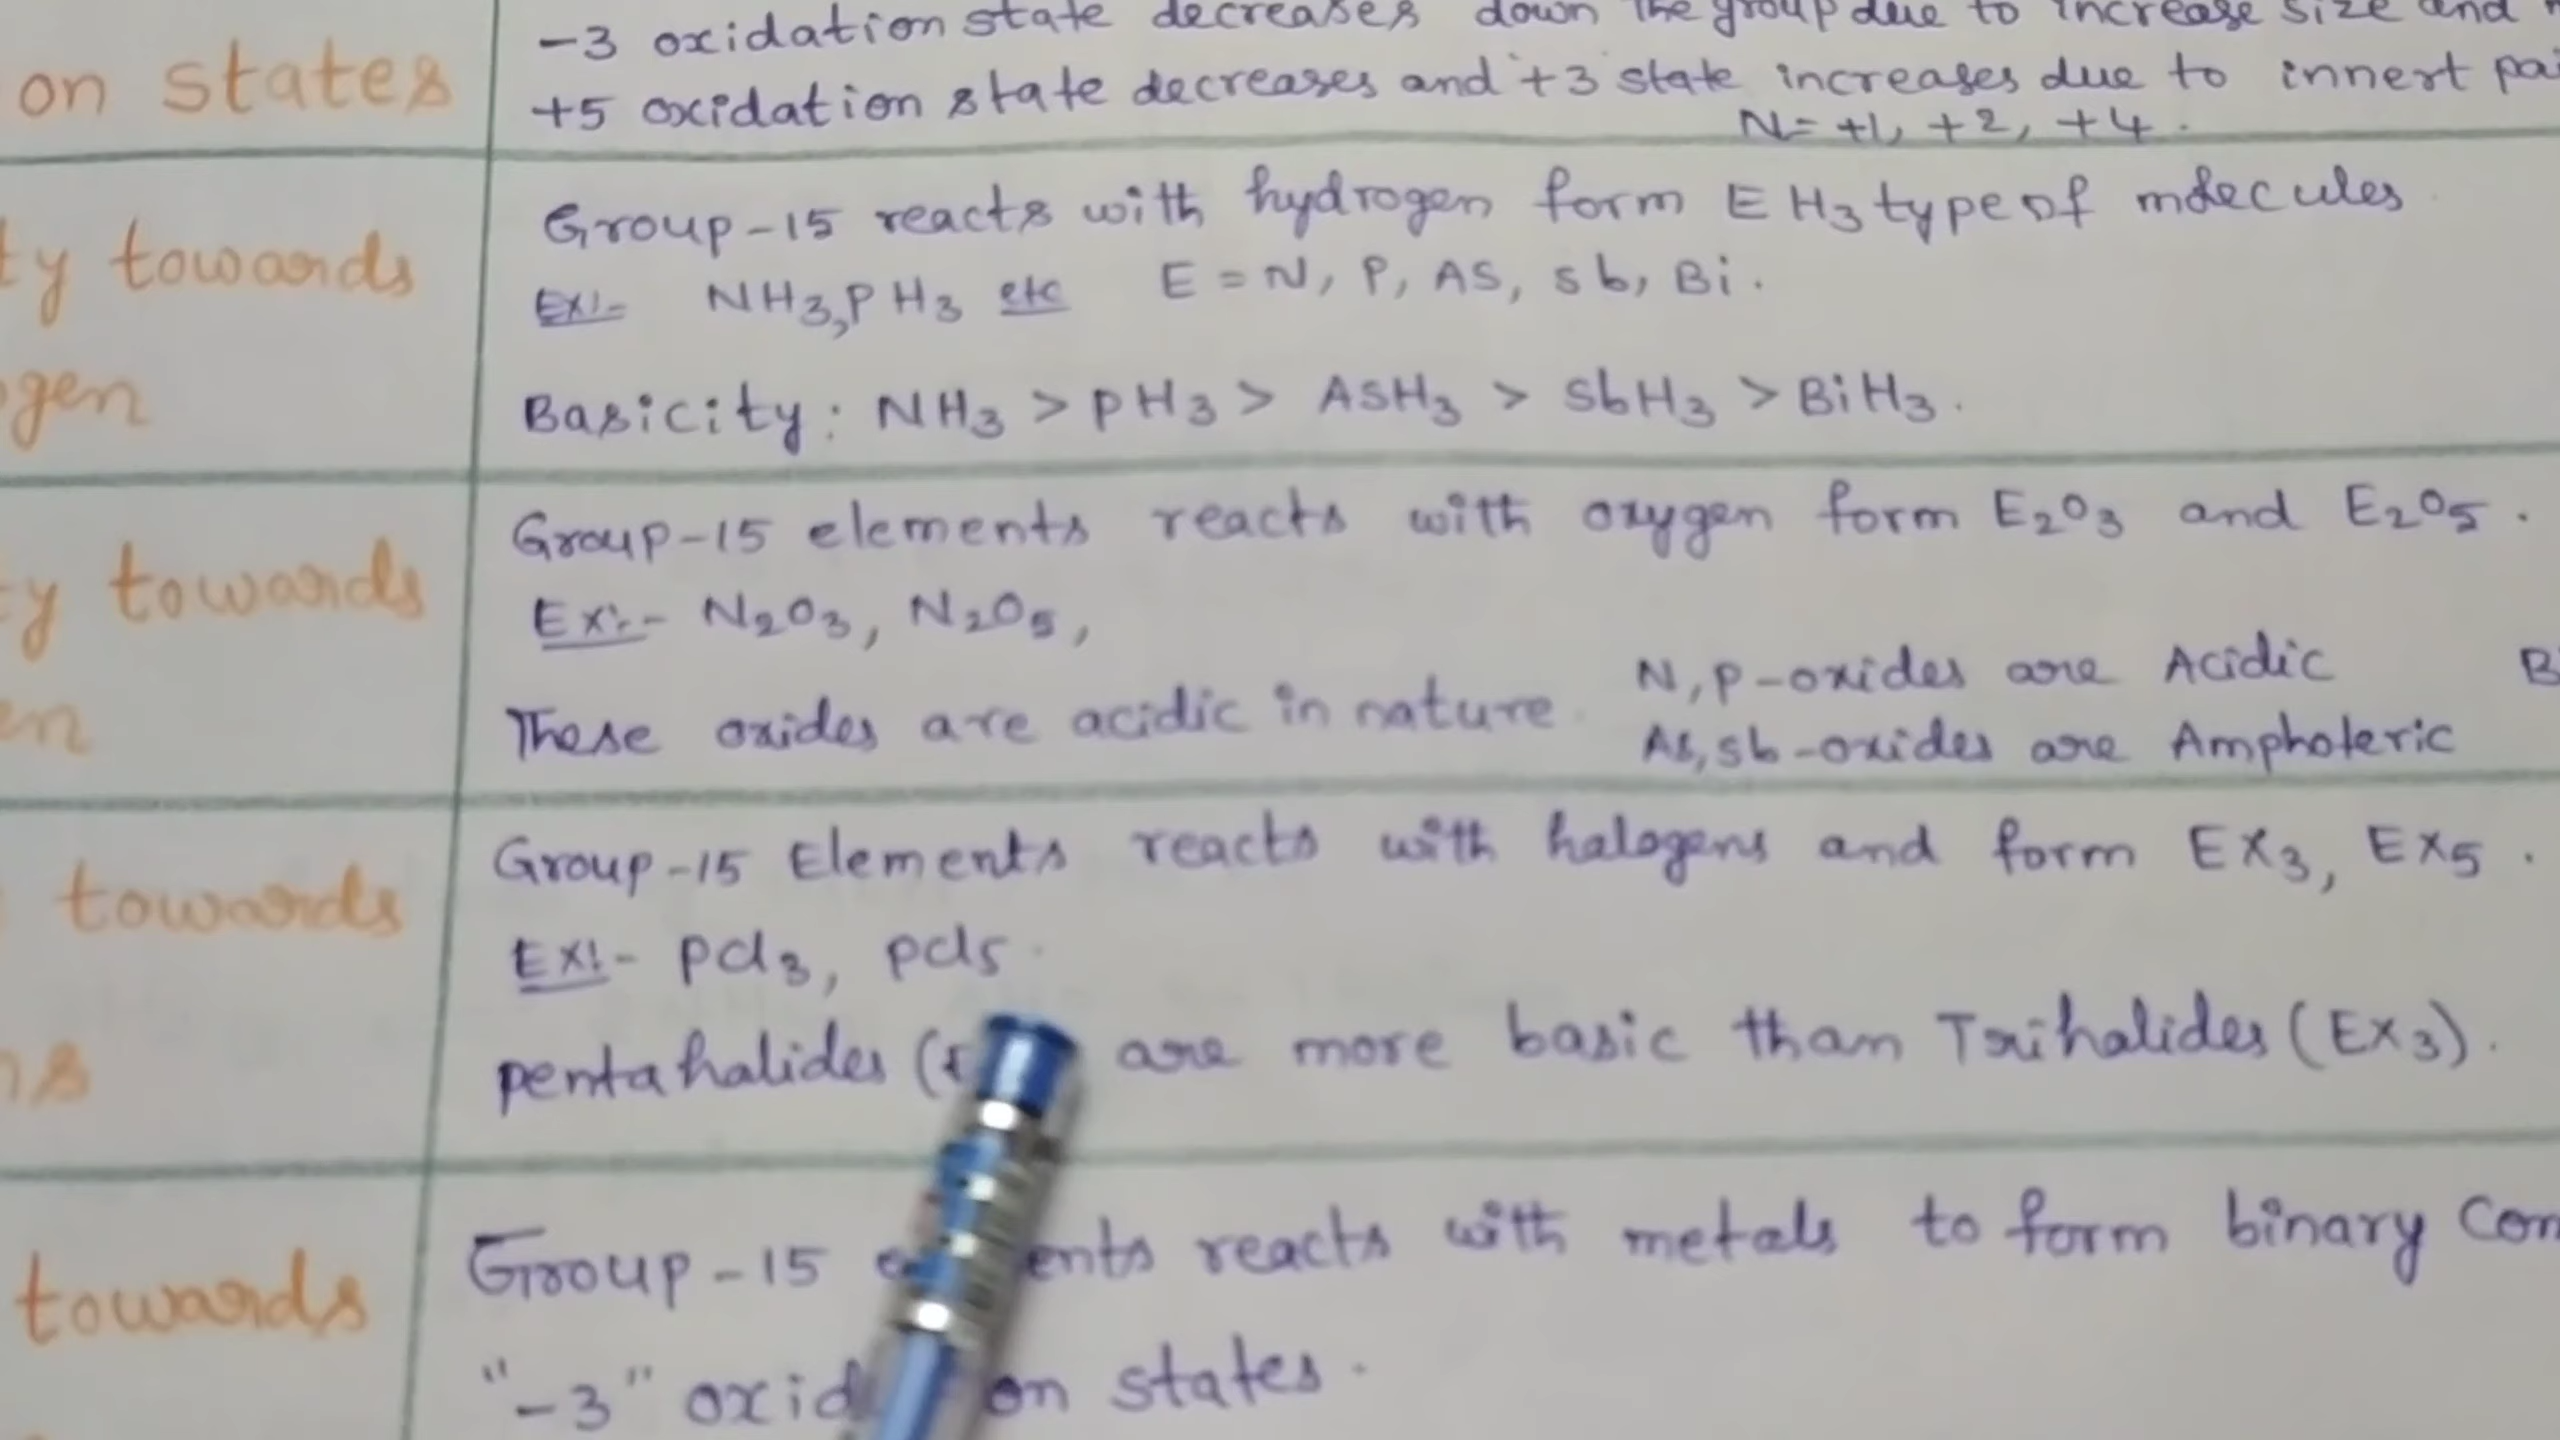 on states
-3 oxidation state decreases down the group due to increase size and
+5 oxidation state decreases and +3 state increases due to innert
N= +1, +2, +4.
towards
gen
Group-15 reacts with hydrogen form EH3 type of molecules
Ex:- NH3, PH3 etc E = N, P, AS, Sb, Bi.
Basicity: NH3 > PH3 > ASH3 > SbH3 > BiH3.
towards
en
Group-15 elements reacts with oxygen form E2O3 and E2O5.
Ex:- N2O3, N2O5,
These oxides are acidic in nature.
N, P-oxides are Acidic
As, Sb-oxides are Amphoteric
towards
ns
Group-15 Elements reacts with halogens and form EX3, EX5.
Ex:- PCl3, PCl5.
pentahalides ( are more basic than Trihalides (EX3).
towards
Group-15 reacts with metals to form binary
"-3" states.